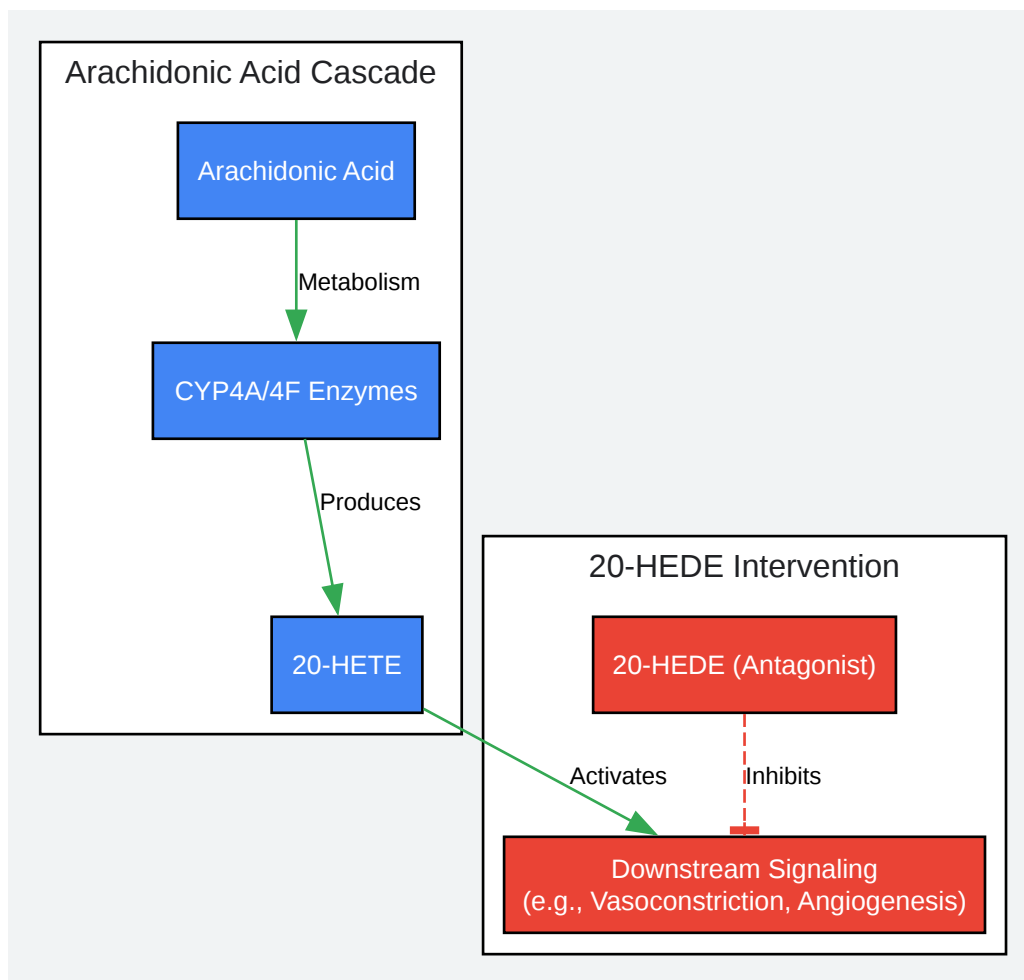 Arachidonic Acid Cascade
Arachidonic Acid
Metabolism
CYP4A/4F Enzymes
Produces
20-HETE
20-HEDE Intervention
20-HEDE (Antagonist)
Activates
Inhibits
Downstream Signaling
(e.g., Vasoconstriction, Angiogenesis)